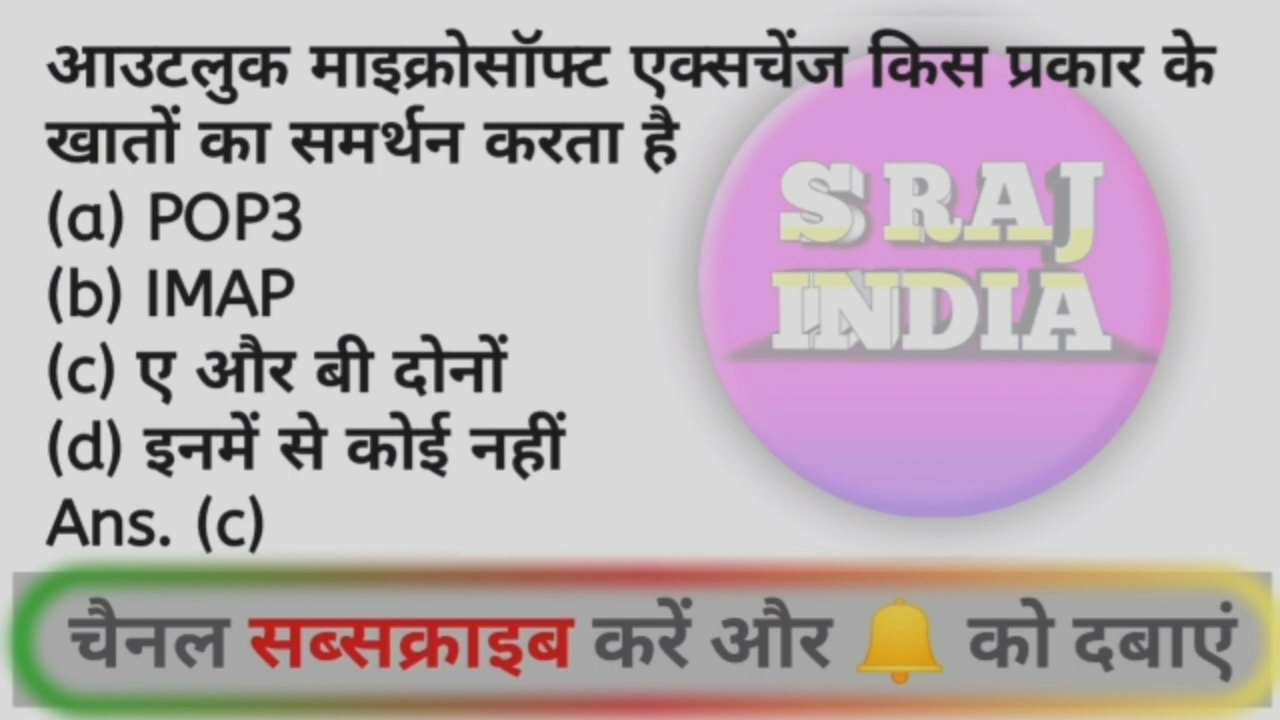 आउटलुक माइक्रोसॉफ्ट एक्सचेंज किस प्रकार के
खातों का समर्थन करता है
(a) POP3
(b) IMAP
(c) ए और बी दोनों
(d) इनमें से कोई नहीं
Ans. (c)
S RAJ
INDIA
चैनल सब्सक्राइब करें और 🔔 को दबाएं